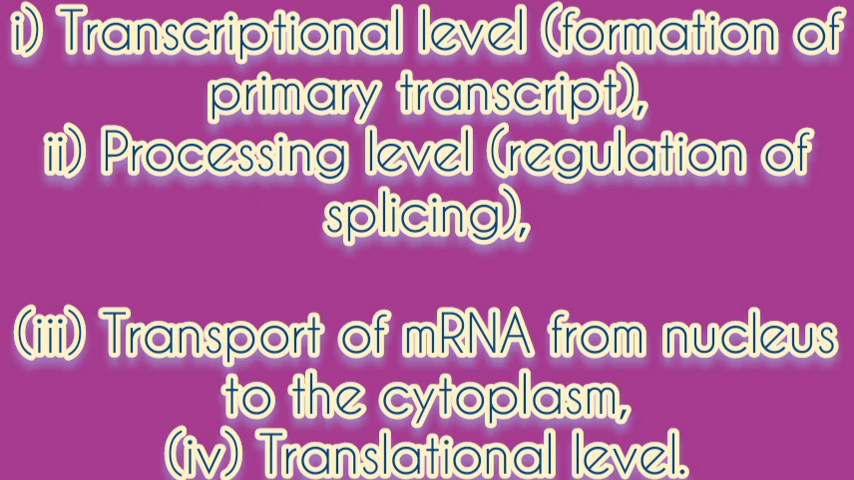 i) Transcriptional level (formation of
primary transcript),
ii) Processing level (regulation of
splicing),
(iii) Transport of mRNA from nucleus
to the cytoplasm,
(iv) Translational level.